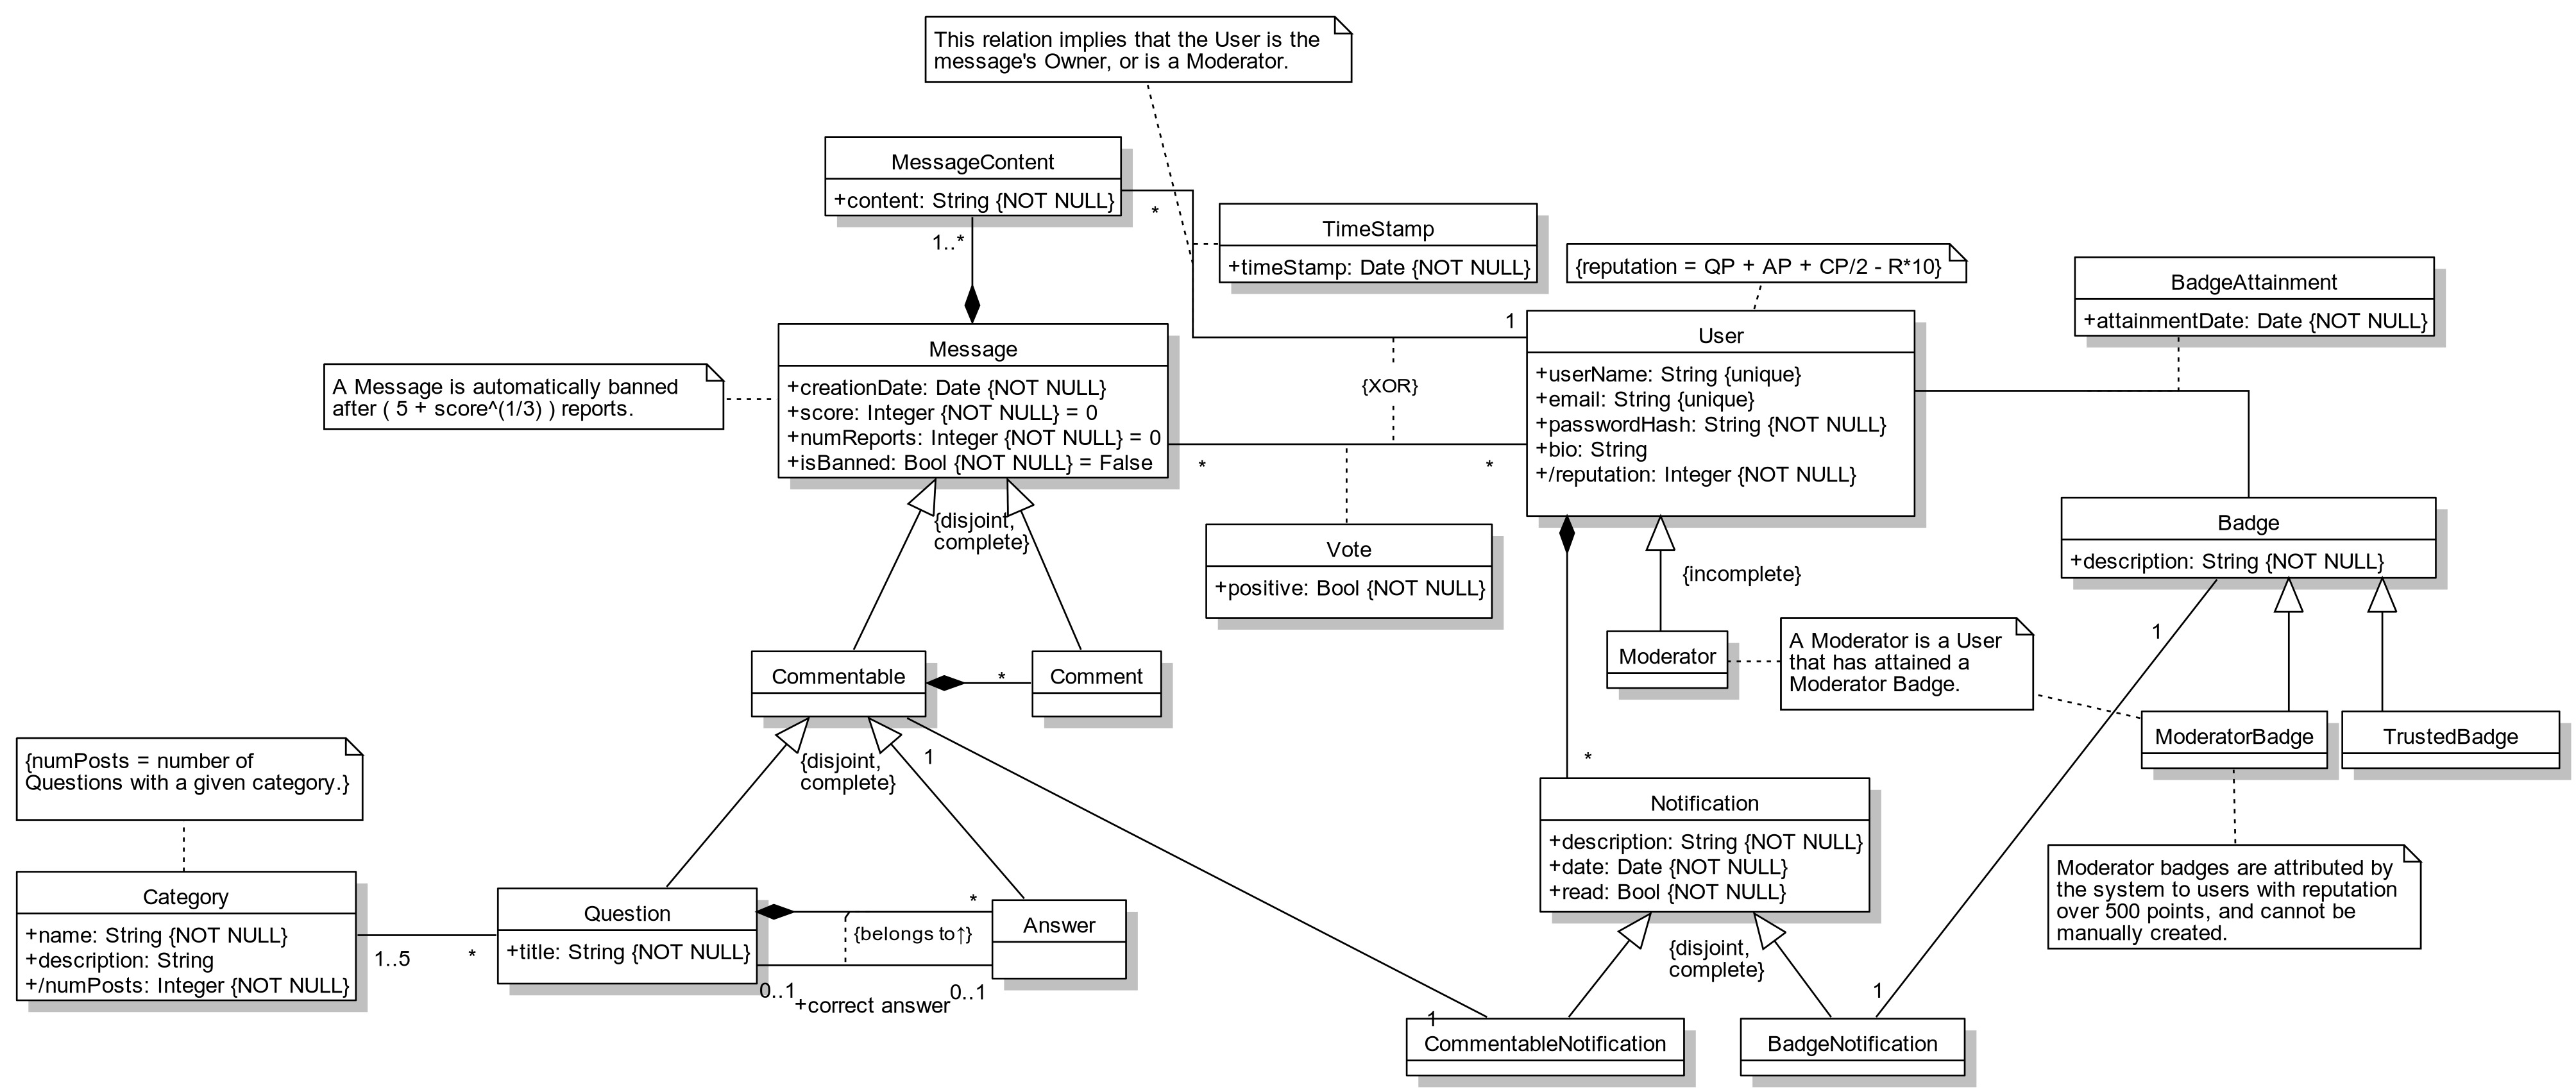 This relation implies that the User is the
message's Owner, or is a Moderator.
MessageContent
+content: String {NOT NULL}
*
1..*
TimeStamp
+timeStamp: Date {NOT NULL}
{reputation = QP + AP + CP/2 - R*10}
BadgeAttainment
+attainmentDate: Date {NOT NULL}
A Message is automatically banned
after ( 5 + score^(1/3) ) reports.
Message
+creationDate: Date {NOT NULL}
+score: Integer {NOT NULL} = 0
+numReports: Integer {NOT NULL} = 0
+isBanned: Bool {NOT NULL} = False
1
{XOR}
*
*
User
+userName: String {unique}
+email: String {unique}
+passwordHash: String {NOT NULL}
+bio: String
+/reputation: Integer {NOT NULL}
{disjoint,
complete}
Vote
+positive: Bool {NOT NULL}
{incomplete}
Badge
+description: String {NOT NULL}
Commentable
*
Comment
Moderator
A Moderator is a User
that has attained a
Moderator Badge.
1
ModeratorBadge
TrustedBadge
{numPosts = number of
Questions with a given category.}
{disjoint,
complete}
1
*
Notification
+description: String {NOT NULL}
+date: Date {NOT NULL}
+read: Bool {NOT NULL}
Moderator badges are attributed by
the system to users with reputation
over 500 points, and cannot be
manually created.
Category
+name: String {NOT NULL}
+description: String
+/numPosts: Integer {NOT NULL}
1..5
*
Question
+title: String {NOT NULL}
*
{belongs to↑}
0..1
+correct answer
0..1
Answer
{disjoint,
complete}
1
1
CommentableNotification
BadgeNotification